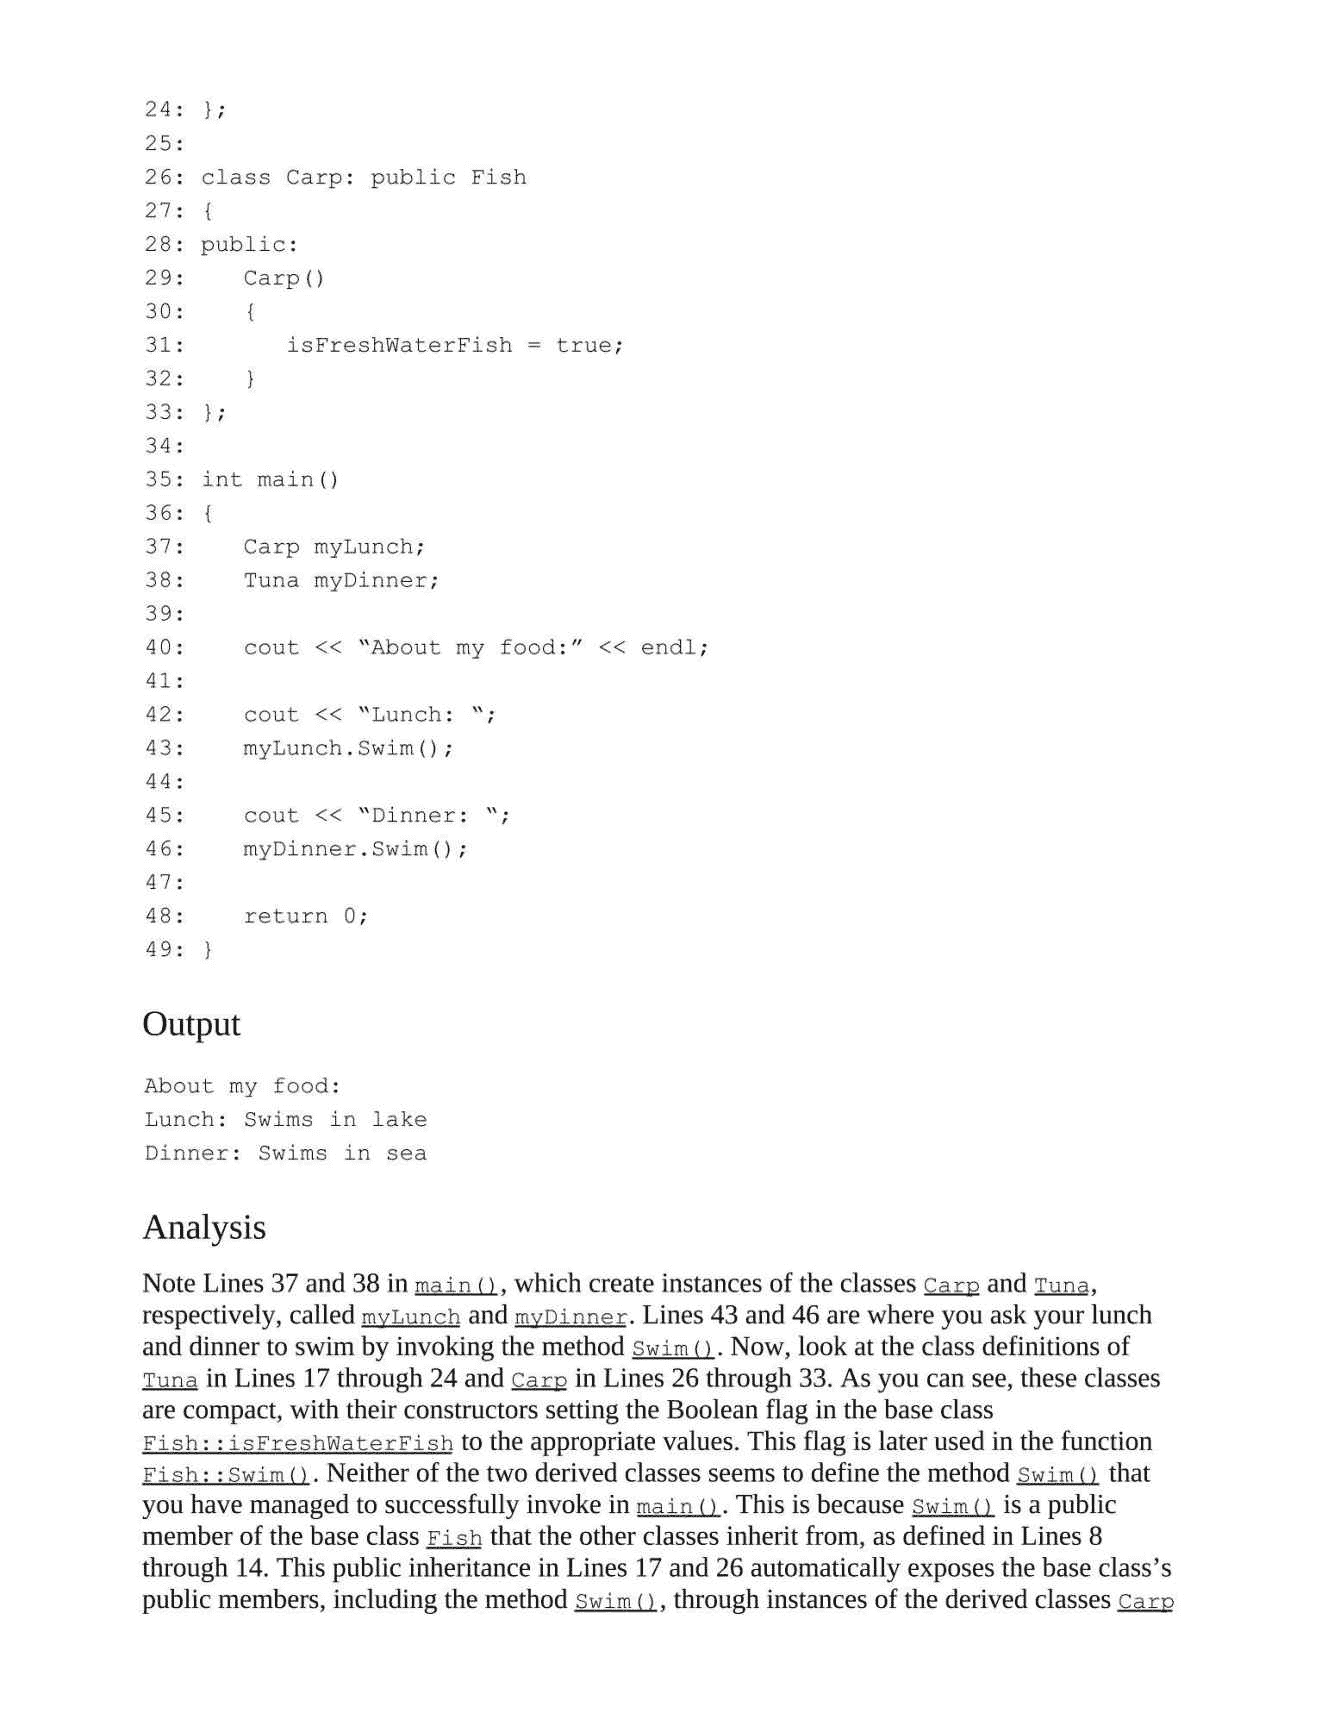 24: };
25:
26: class Carp: public Fish
27: {
28: public:
29:    Carp()
30:    {
31:       isFreshWaterFish = true;
32:    }
33: };
34:
35: int main()
36: {
37:    Carp myLunch;
38:    Tuna myDinner;
39:
40:    cout << “About my food:” << endl;
41:
42:    cout << “Lunch: “;
43:    myLunch.Swim();
44:
45:    cout << “Dinner: “;
46:    myDinner.Swim();
47:
48:    return 0;
49: }
Output
About my food:
Lunch: Swims in lake
Dinner: Swims in sea
Analysis
Note Lines 37 and 38 in main(), which create instances of the classes Carp and Tuna,
respectively, called myLunch and myDinner. Lines 43 and 46 are where you ask your lunch
and dinner to swim by invoking the method Swim(). Now, look at the class definitions of
Tuna in Lines 17 through 24 and Carp in Lines 26 through 33. As you can see, these classes
are compact, with their constructors setting the Boolean flag in the base class
Fish::isFreshWaterFish to the appropriate values. This flag is later used in the function
Fish::Swim(). Neither of the two derived classes seems to define the method Swim() that
you have managed to successfully invoke in main(). This is because Swim() is a public
member of the base class Fish that the other classes inherit from, as defined in Lines 8
through 14. This public inheritance in Lines 17 and 26 automatically exposes the base class’s
public members, including the method Swim(), through instances of the derived classes Carp